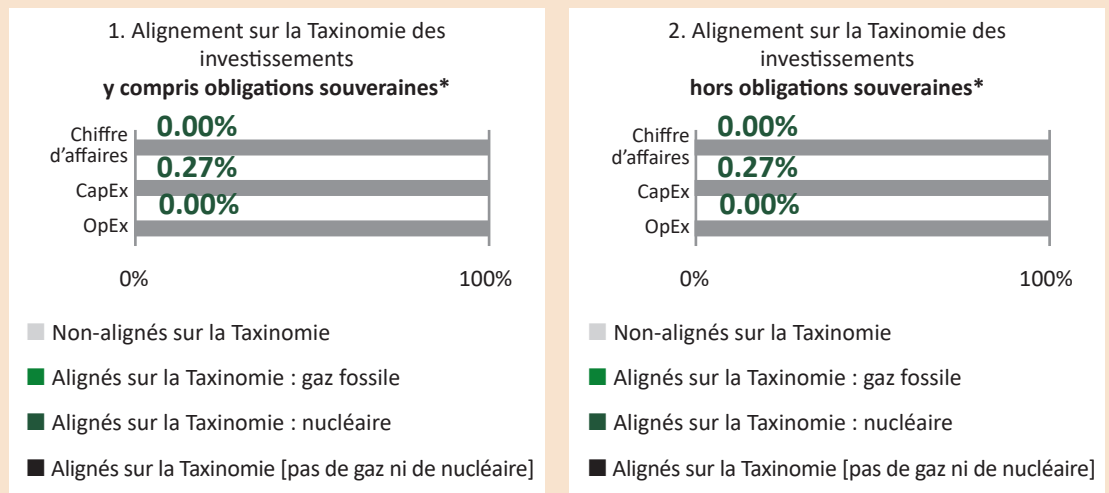 1. Alignement sur la Taxinomie des
investissements
y compris obligations souveraines*
0.00%
Chiffre
d'affaires
0.27%
CapEx
0.00%
OpEx
0%
100%
Non-alignés sur la Taxinomie
Alignés sur la Taxinomie : gaz fossile
Alignés sur la Taxinomie : nucléaire
Alignés sur la Taxinomie [pas de gaz ni de nucléaire]
2. Alignement sur la Taxinomie des
investissements
hors obligations souveraines*
0.00%
Chiffre
d'affaires
0.27%
CapEx
0.00%
OpEx
0%
100%
Non-alignés sur la Taxinomie
Alignés sur la Taxinomie : gaz fossile
Alignés sur la Taxinomie : nucléaire
Alignés sur la Taxinomie [pas de gaz ni de nucléaire]